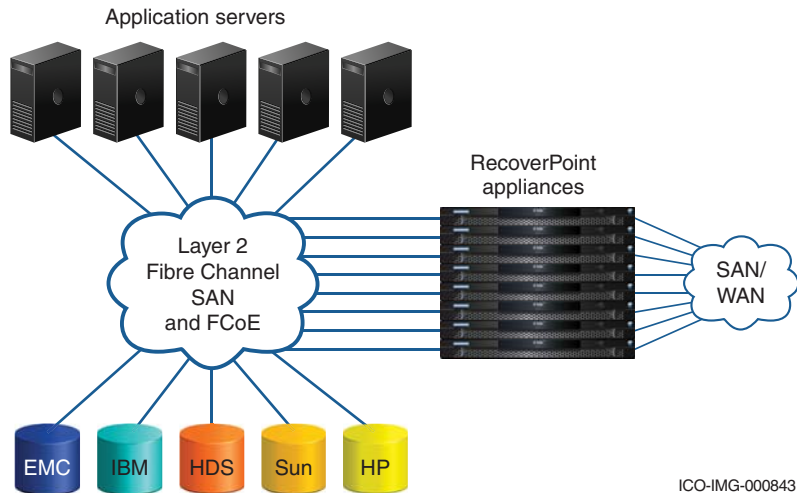 Application servers
RecoverPoint
appliances
Layer 2
Fibre Channel
SAN
and FCoE
SAN/
WAN
EMC
IBM
HDS
Sun
HP
ICO-IMG-000843